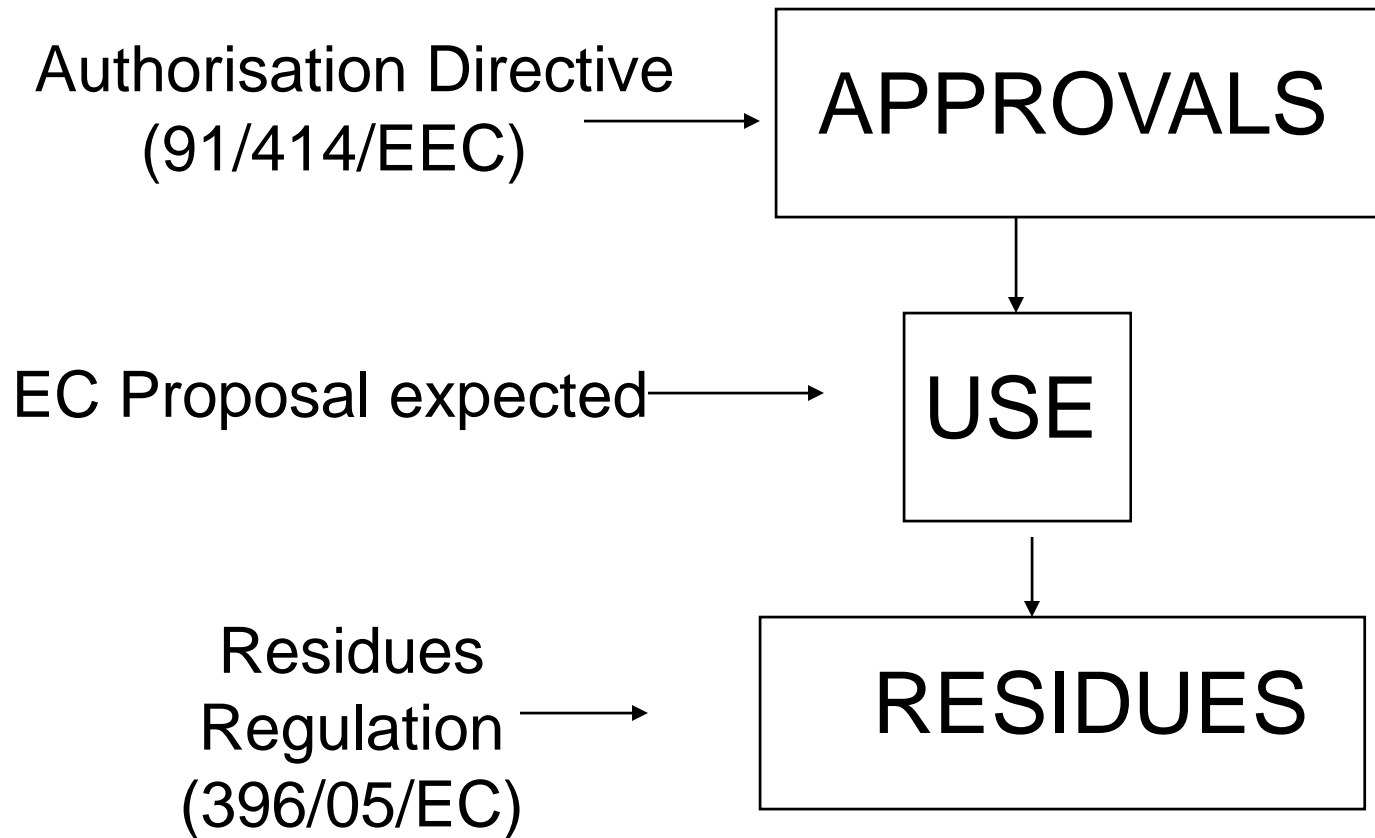 Authorisation Directive
(91/414/EEC)
APPROVALS
EC Proposal expected
USE
Residues
Regulation
(396/05/EC)
RESIDUES